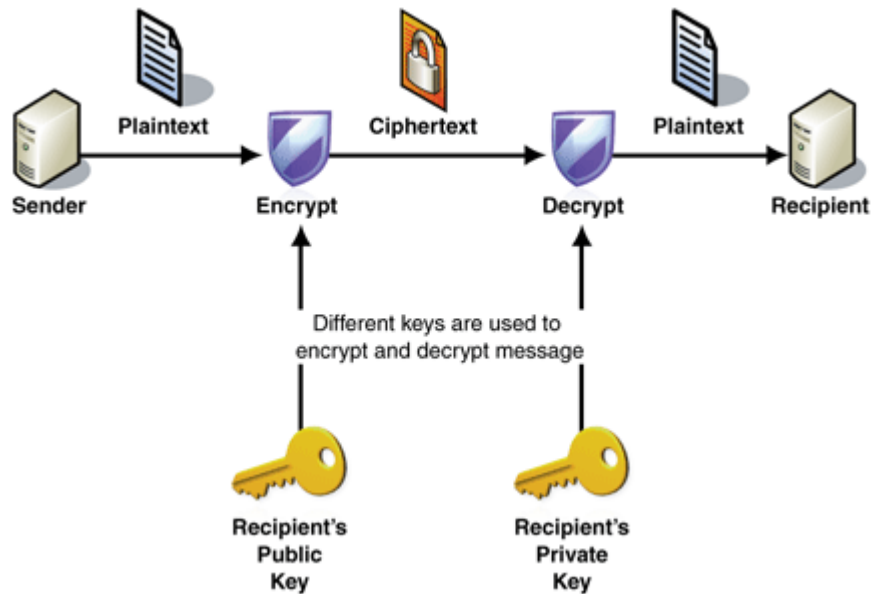 Plaintext
Ciphertext
Plaintext
Sender
Encrypt
Decrypt
Recipient
Different keys are used to
encrypt and decrypt message
Recipient's
Public
Key
Recipient's
Private
Key